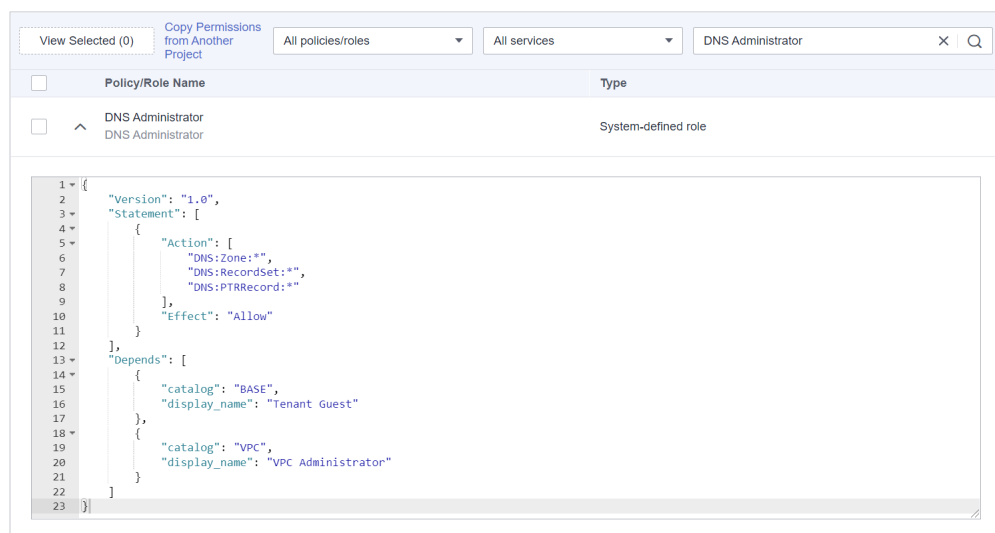 View Selected (0)
Copy Permissions
from Another
Project
All policies/roles
All services
DNS Administrator
Policy/Role Name
Type
DNS Administrator
DNS Administrator
System-defined role
1 {
2 "Version": "1.0",
3 "Statement": [
4 {
5 "Action": [
6 "DNS:Zone:*",
7 "DNS:RecordSet:*",
8 "DNS:PTRRecord:*"
9 ],
10 "Effect": "Allow"
11 }
12 ],
13 "Depends": [
14 {
15 "catalog": "BASE",
16 "display_name": "Tenant Guest"
17 },
18 {
19 "catalog": "VPC",
20 "display_name": "VPC Administrator"
21 }
22 ]
23 }